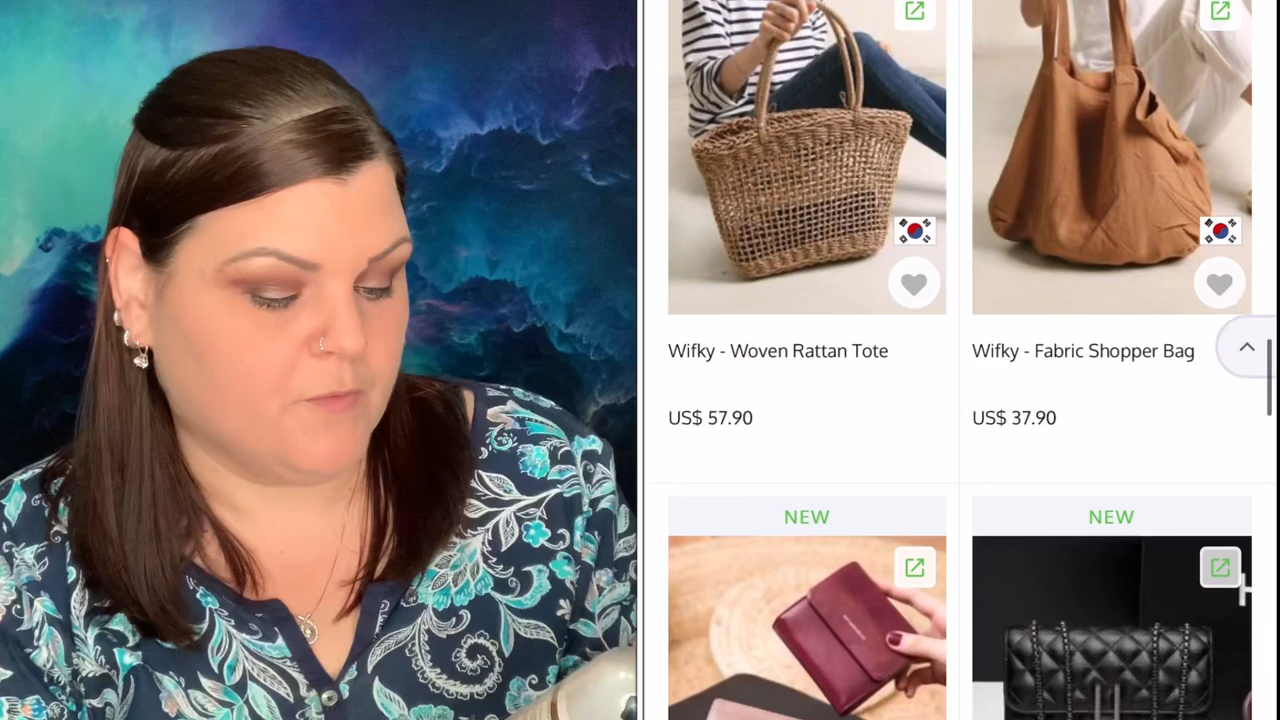 Wifky - Woven Rattan Tote
Wifky - Fabric Shopper Bag
US$ 57.90
US$ 37.90
NEW
NEW